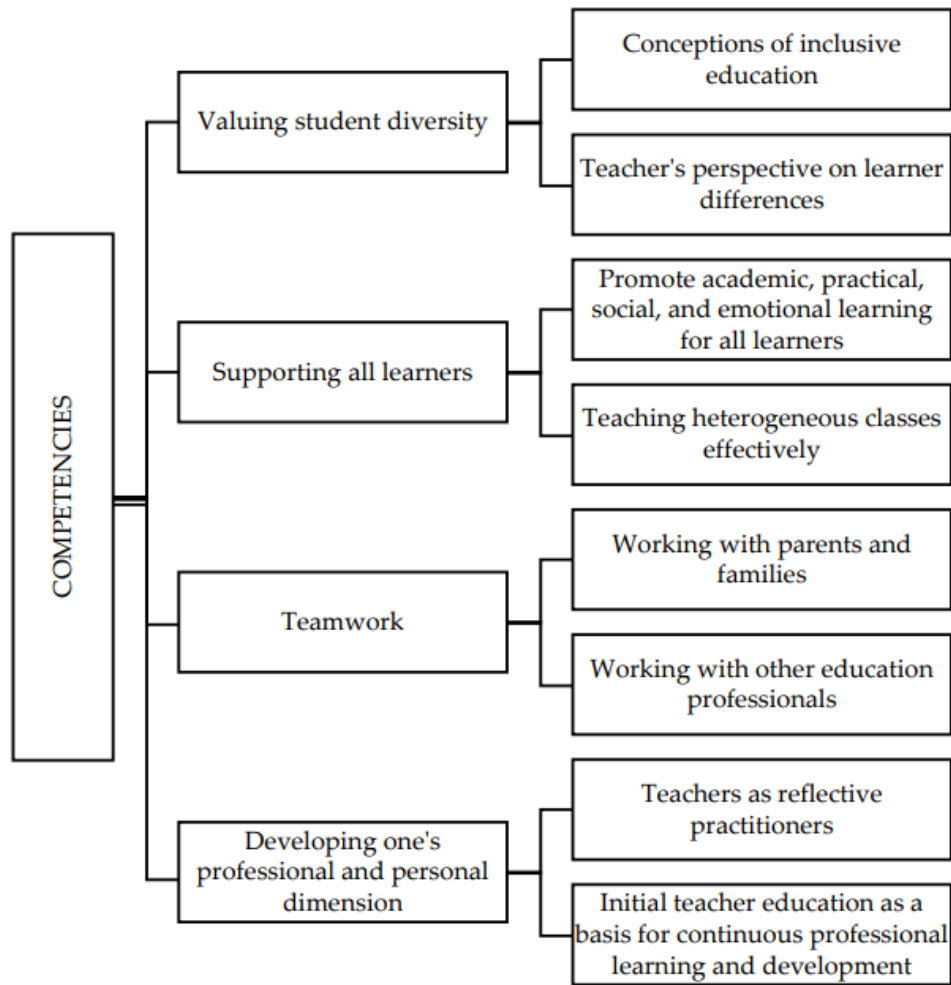 COMPETENCIES
Valuing student diversity
Conceptions of inclusive
education
Teacher's perspective on learner
differences
Supporting all learners
Promote academic, practical,
social, and emotional learning
for all learners
Teaching heterogeneous classes
effectively
Teamwork
Working with parents and
families
Working with other education
professionals
Developing one's
professional and personal
dimension
Teachers as reflective
practitioners
Initial teacher education as a
basis for continuous professional
learning and development